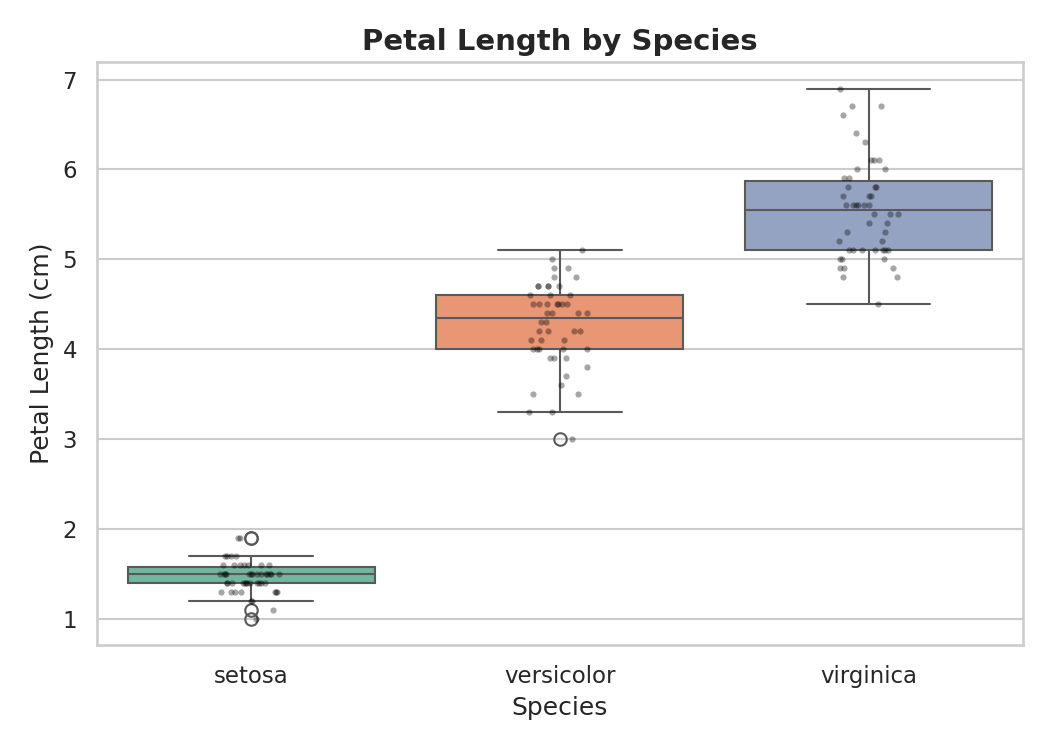 Petal Length by Species
Petal Length (cm)
7
6
5
4
3
2
1
setosa versicolor virginica
Species